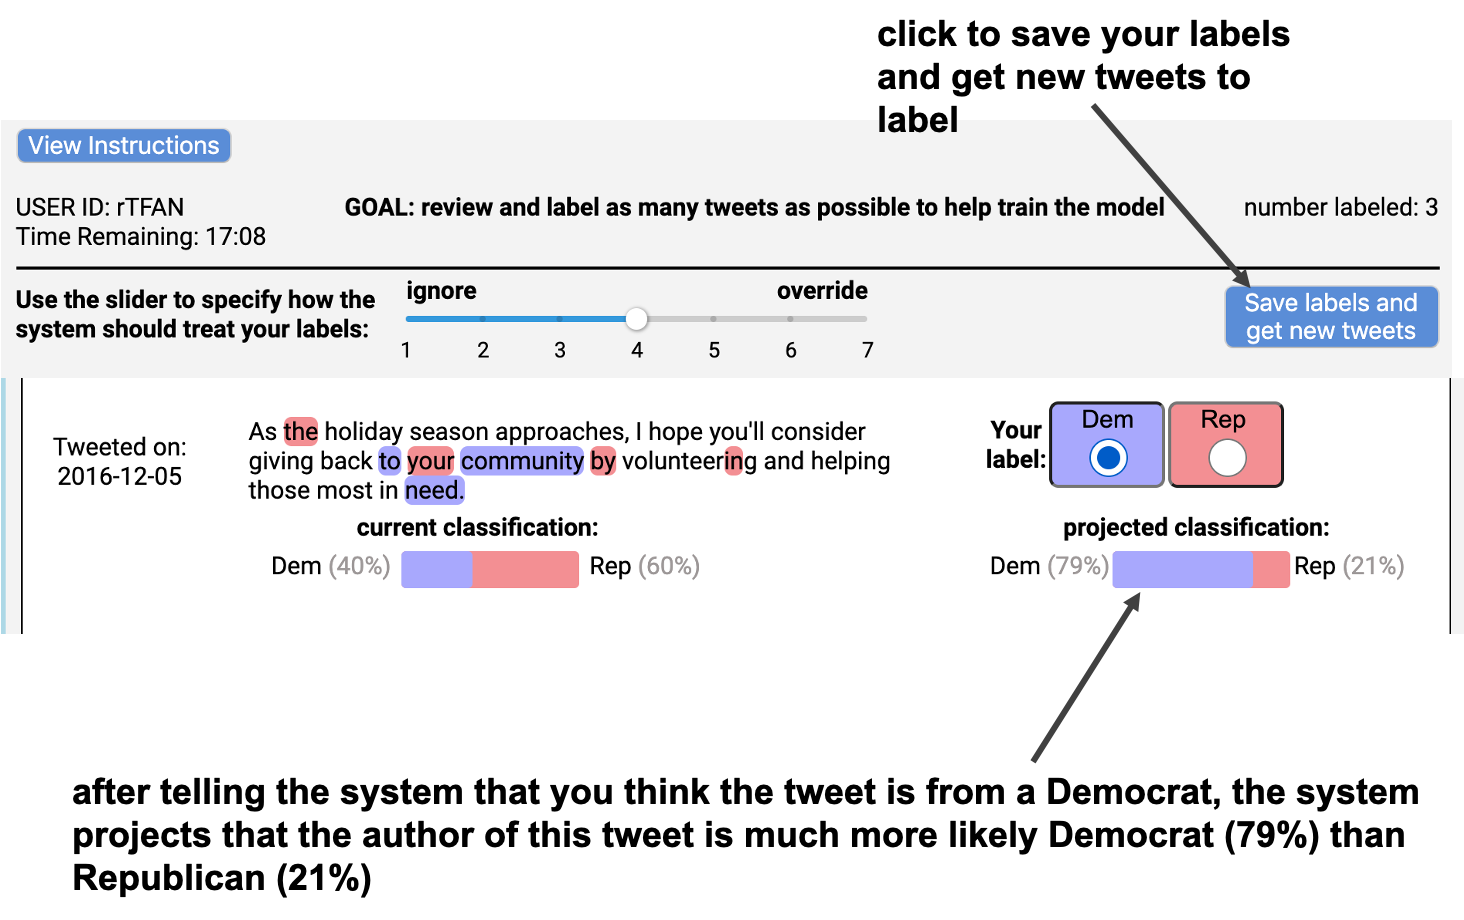 click to save your labels
and get new tweets to
label
View Instructions
USER ID: rTFAN
Time Remaining: 17:08
GOAL: review and label as many tweets as possible to help train the model
number labeled: 3
Use the slider to specify how the
system should treat your labels:
ignore
override
1 2 3 4 5 6 7
Save labels and
get new tweets
Tweeted on:
2016-12-05
As the holiday season approaches, I hope you'll consider
giving back to your community by volunteering and helping
those most in need.
Your
label:
Dem
Rep
current classification:
Dem (40%) Rep (60%)
projected classification:
Dem (79%) Rep (21%)
after telling the system that you think the tweet is from a Democrat, the system
projects that the author of this tweet is much more likely Democrat (79%) than
Republican (21%)